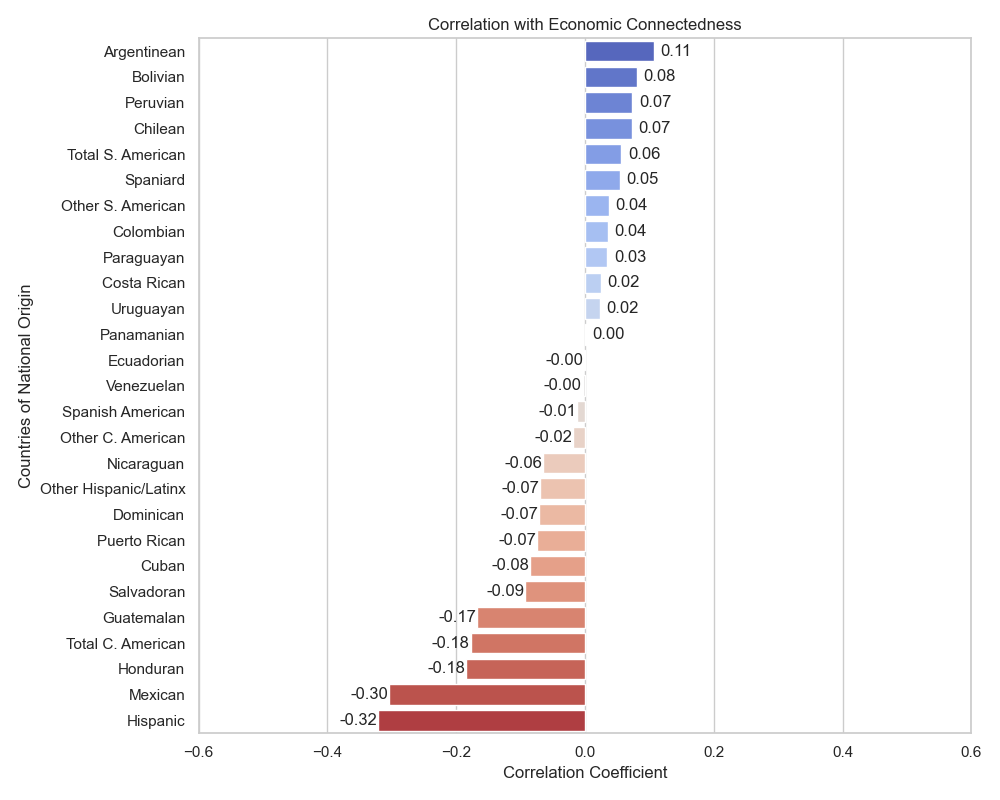 Correlation with Economic Connectedness
Countries of National Origin
Argentinean 0.11
Bolivian 0.08
Peruvian 0.07
Chilean 0.07
Total S. American 0.06
Spaniard 0.05
Other S. American 0.04
Colombian 0.04
Paraguayan 0.03
Costa Rican 0.02
Uruguayan 0.02
Panamanian 0.00
Ecuadorian -0.00
Venezuelan -0.00
Spanish American -0.01
Other C. American -0.02
Nicaraguan -0.06
Other Hispanic/Latinx -0.07
Dominican -0.07
Puerto Rican -0.07
Cuban -0.08
Salvadoran -0.09
Guatemalan -0.17
Total C. American -0.18
Honduran -0.18
Mexican -0.30
Hispanic -0.32
−0.6 −0.4 −0.2 0.0 0.2 0.4 0.6
Correlation Coefficient